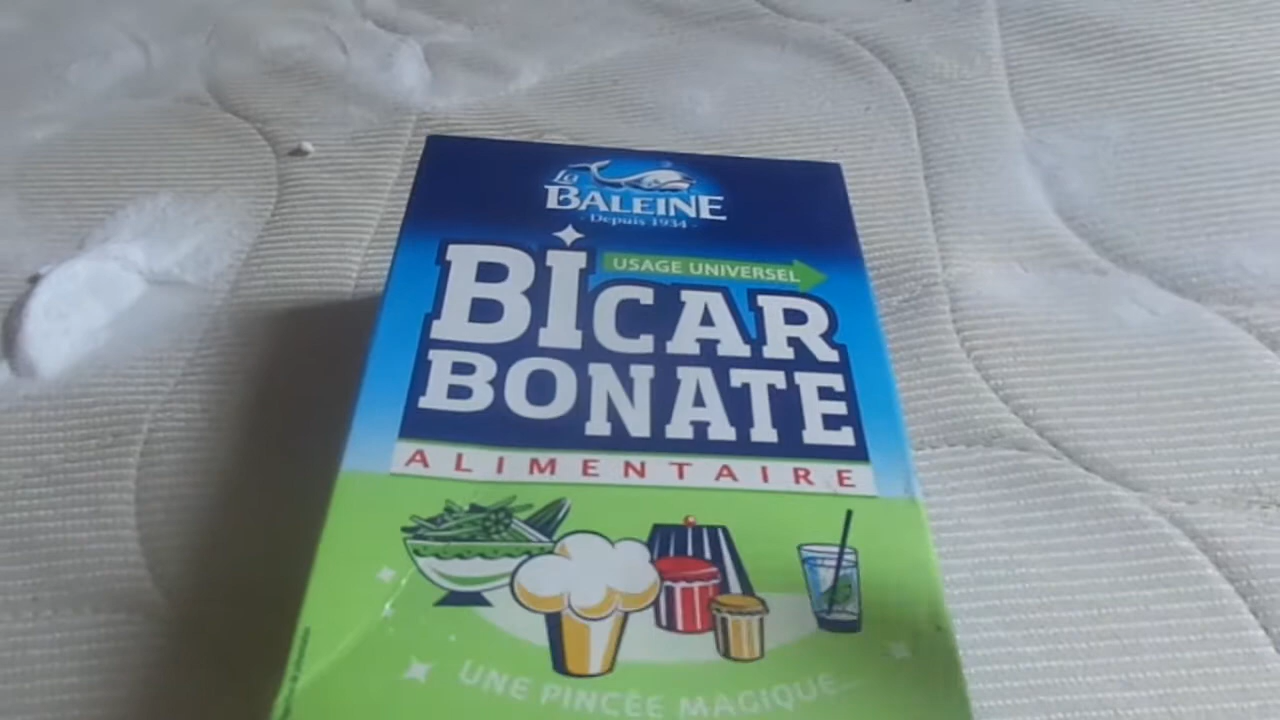 La
BALEINE
- Depuis 1934 -
USAGE UNIVERSEL
BICAR
BONATE
ALIMENTAIRE
UNE PINCÉE MAGIQUE...